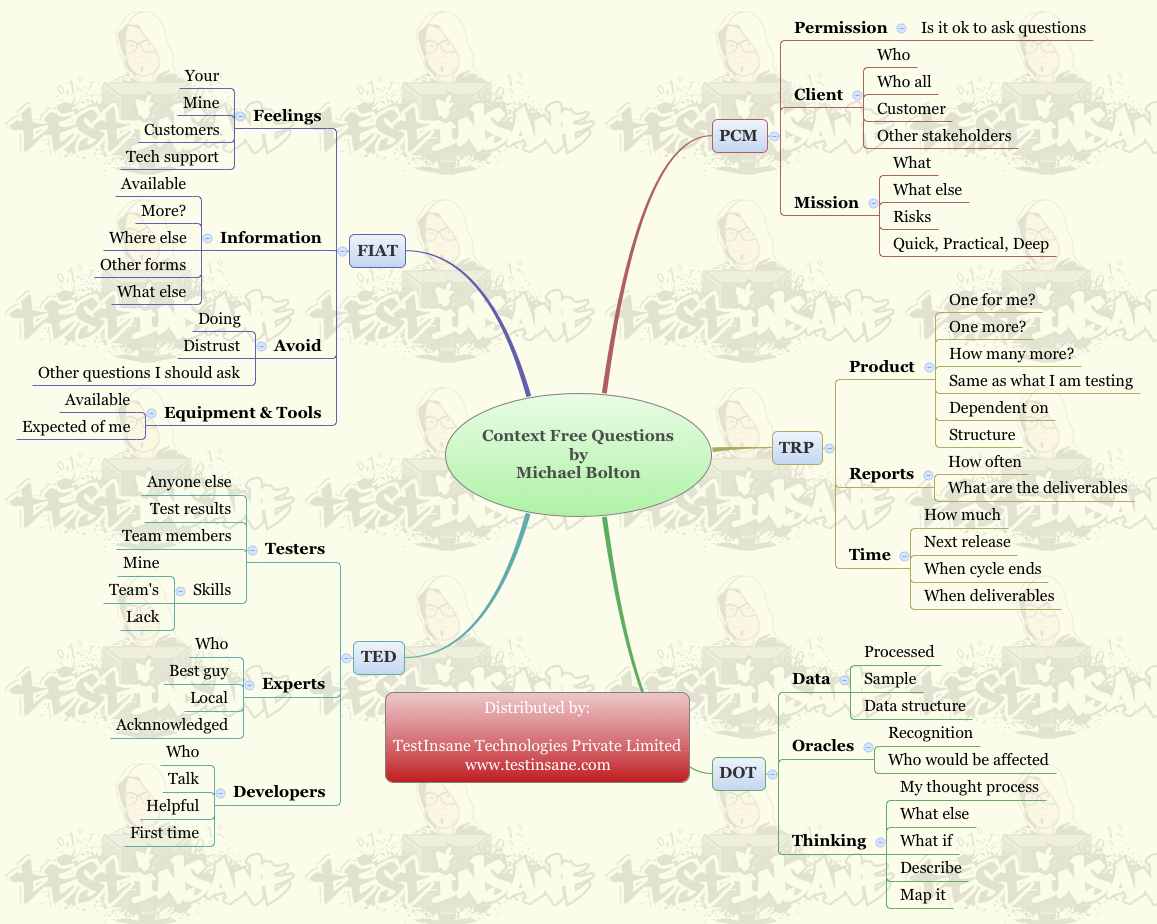 Context Free Questions
by
Michael Bolton
PCM
Permission
Is it ok to ask questions
Client
Who
Who all
Customer
Other stakeholders
Mission
What
What else
Risks
Quick, Practical, Deep
TRP
Product
One for me?
One more?
How many more?
Same as what I am testing
Dependent on
Structure
Reports
How often
What are the deliverables
Time
How much
Next release
When cycle ends
When deliverables
DOT
Data
Processed
Sample
Data structure
Oracles
Recognition
Who would be affected
Thinking
My thought process
What else
What if
Describe
Map it
Distributed by:
TestInsane Technologies Private Limited
www.testinsane.com
TED
Testers
Anyone else
Test results
Team members
Skills
Mine
Team's
Lack
Experts
Who
Best guy
Local
Acknnowledged
Developers
Who
Talk
Helpful
First time
FIAT
Feelings
Your
Mine
Customers
Tech support
Information
Available
More?
Where else
Other forms
What else
Avoid
Doing
Distrust
Other questions I should ask
Equipment & Tools
Available
Expected of me